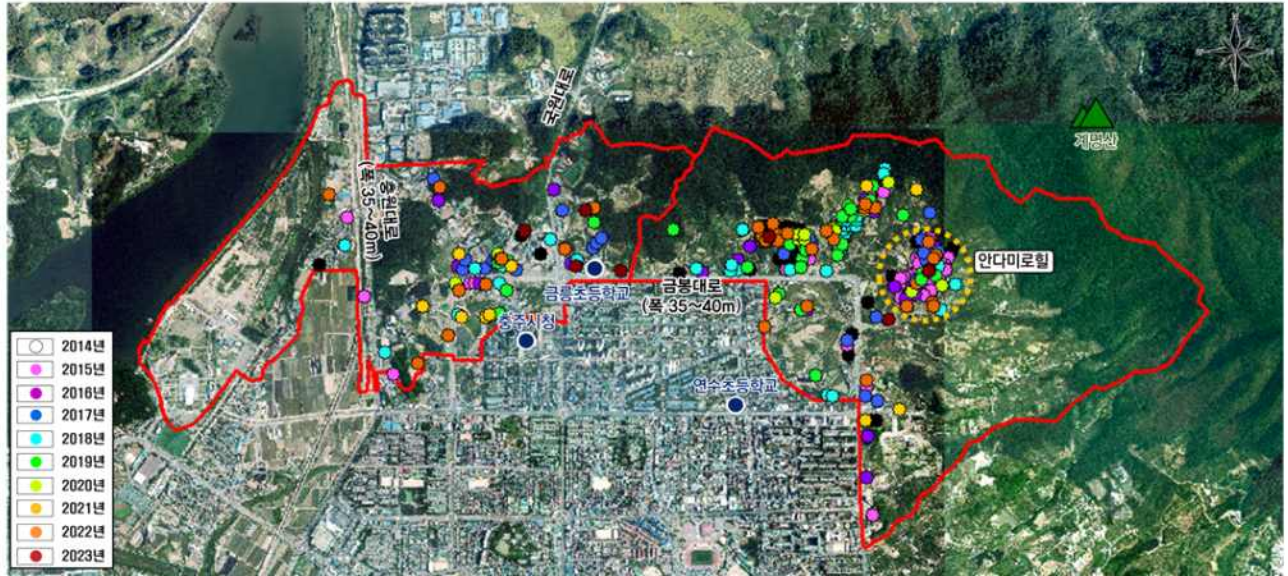 국원대로
계명산
충원대로
(폭 35~40m)
안다미로힐
금릉초등학교
금봉대로
(폭 35~40m)
충주시청
연수초등학교
2014년
2015년
2016년
2017년
2018년
2019년
2020년
2021년
2022년
2023년